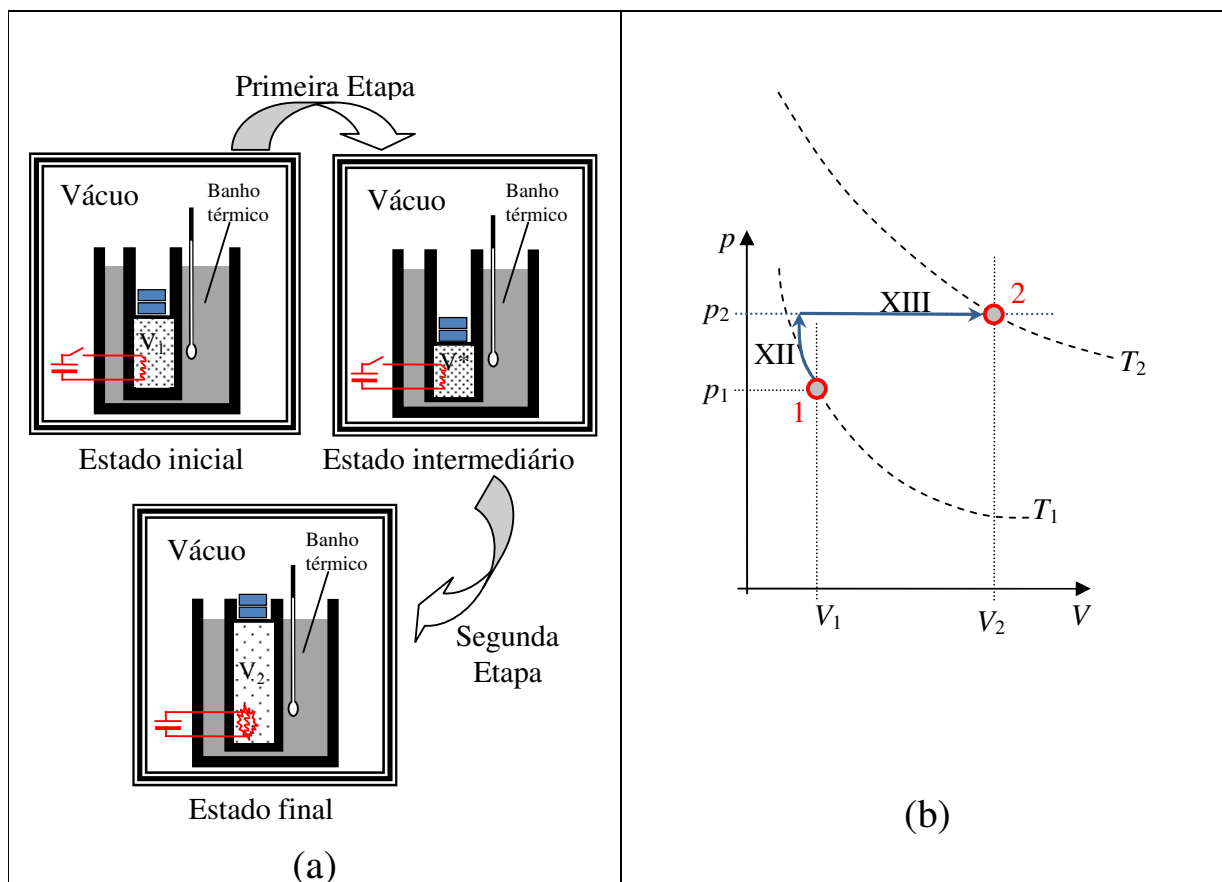 Primeira Etapa
Vácuo
Banho
térmico
V1
Estado inicial
Vácuo
Banho
térmico
V*
Estado intermediário
Vácuo
Banho
térmico
V2
Segunda
Etapa
Estado final
(a)
p
p2
XIII
2
XII
p1
1
T2
T1
V1
V2
V
(b)